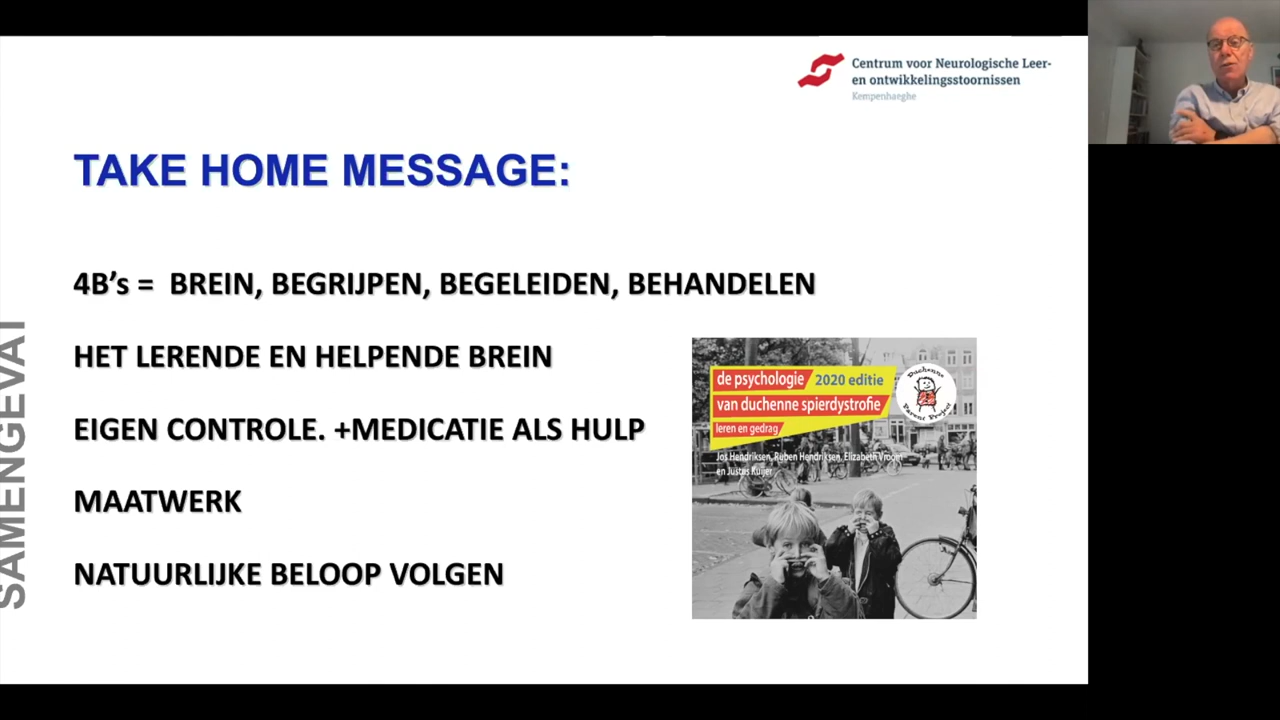 Centrum voor Neurologische Leer-
en ontwikkelingsstoornissen
Kempenhaeghe
TAKE HOME MESSAGE:
4B’s = BREIN, BEGRIJPEN, BEGELEIDEN, BEHANDELEN
HET LERENDE EN HELPENDE BREIN
EIGEN CONTROLE. +MEDICATIE ALS HULP
MAATWERK
NATUURLIJKE BELOOP VOLGEN
SAMENGEVAT
de psychologie 2020 editie
van duchenne spierdystrofie
leren en gedrag
Jos Hendriksen, Ruben Hendriksen, Elizabeth Vroom
en Justus Kuijer
Duchenne
Parent Project